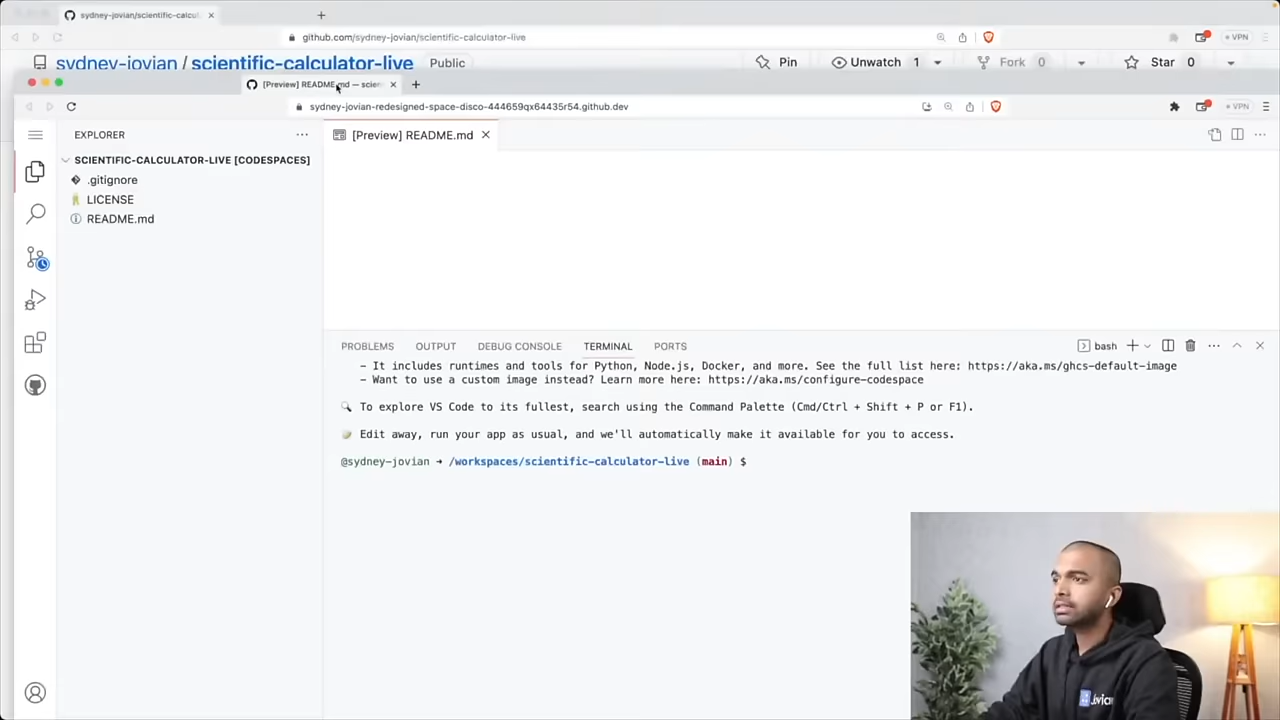 sydney-jovian/scientific-calcul
github.com/sydney-jovian/scientific-calculator-live
VPN
sydney-jovian / scientific-calculator-live
Public
Pin
Unwatch 1
Fork 0
Star 0
[Preview] README.md — scien
sydney-jovian-redesigned-space-disco-444659qx64435r54.github.dev
VPN
EXPLORER
[Preview] README.md
SCIENTIFIC-CALCULATOR-LIVE [CODESPACES]
.gitignore
LICENSE
README.md
PROBLEMS OUTPUT DEBUG CONSOLE TERMINAL PORTS
bash
- It includes runtimes and tools for Python, Node.js, Docker, and more. See the full list here: https://aka.ms/ghcs-default-image
- Want to use a custom image instead? Learn more here: https://aka.ms/configure-codespace
To explore VS Code to its fullest, search using the Command Palette (Cmd/Ctrl + Shift + P or F1).
Edit away, run your app as usual, and we'll automatically make it available for you to access.
@sydney-jovian → /workspaces/scientific-calculator-live (main) $
Jovian